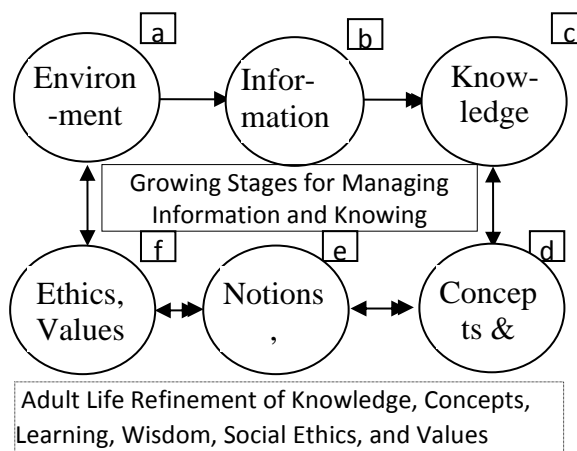 a
b
c
Environ
-ment
Infor-
mation
Know-
ledge
Growing Stages for Managing
Information and Knowing
f
e
d
Ethics,
Values
Notions
,
Concep
ts &
Adult Life Refinement of Knowledge, Concepts,
Learning, Wisdom, Social Ethics, and Values